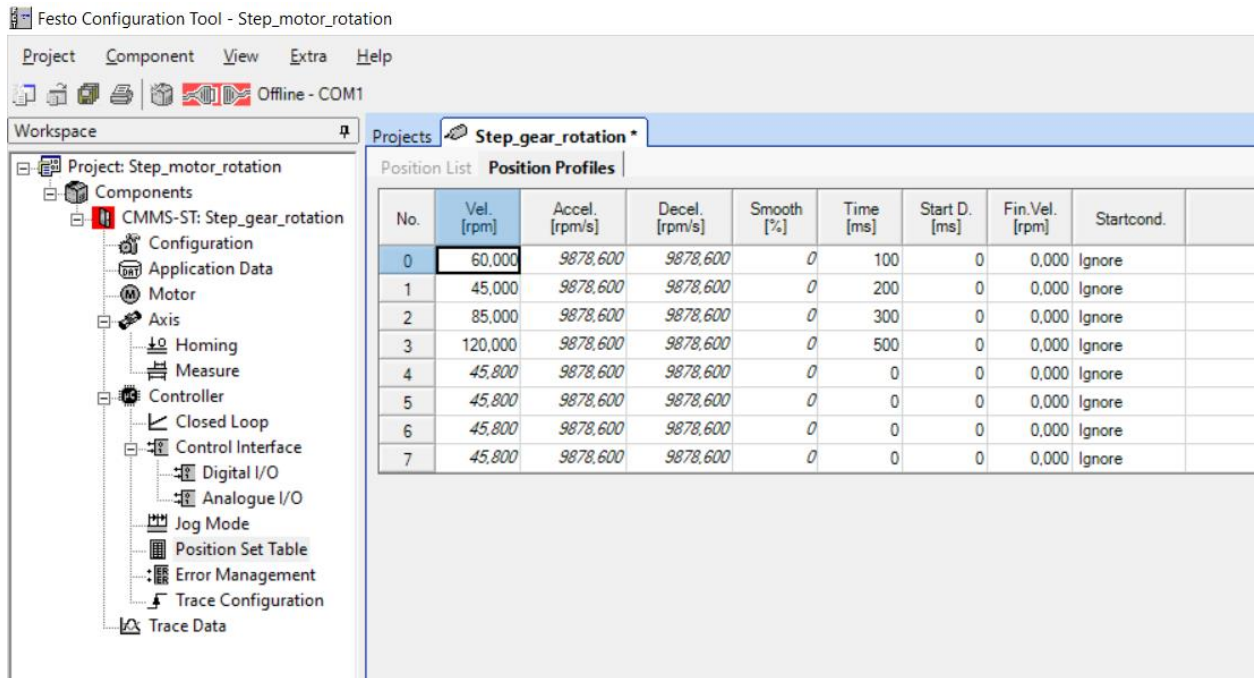 Festo Configuration Tool - Step_motor_rotation
Project Component View Extra Help
Offline - COM1
Workspace
Projects Step_gear_rotation *
Position List Position Profiles
Project: Step_motor_rotation
Components
CMMS-ST: Step_gear_rotation
Configuration
Application Data
Motor
Axis
Homing
Measure
Controller
Closed Loop
Control Interface
Digital I/O
Analogue I/O
Jog Mode
Position Set Table
Error Management
Trace Configuration
Trace Data
No. Vel. [rpm] Accel. [rpm/s] Decel. [rpm/s] Smooth [%] Time [ms] Start D. [ms] Fin.Vel. [rpm] Startcond.
0 60,000 9878,600 9878,600 0 100 0 0,000 Ignore
1 45,000 9878,600 9878,600 0 200 0 0,000 Ignore
2 85,000 9878,600 9878,600 0 300 0 0,000 Ignore
3 120,000 9878,600 9878,600 0 500 0 0,000 Ignore
4 45,800 9878,600 9878,600 0 0 0 0,000 Ignore
5 45,800 9878,600 9878,600 0 0 0 0,000 Ignore
6 45,800 9878,600 9878,600 0 0 0 0,000 Ignore
7 45,800 9878,600 9878,600 0 0 0 0,000 Ignore